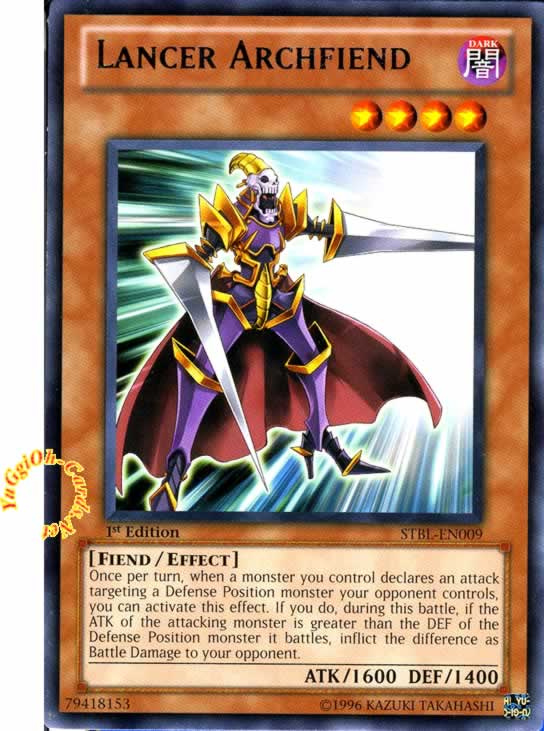 LANCER ARCHFIEND
DARK
闇
1st Edition
STBL-EN009
[FIEND/EFFECT]
Once per turn, when a monster you control declares an attack
targeting a Defense Position monster your opponent controls,
you can activate this effect. If you do, during this battle, if the
ATK of the attacking monster is greater than the DEF of the
Defense Position monster it battles, inflict the difference as
Battle Damage to your opponent.
ATK/1600 DEF/1400
79418153
©1996 KAZUKI TAKAHASHI
YuGgiOh-Cards.Net